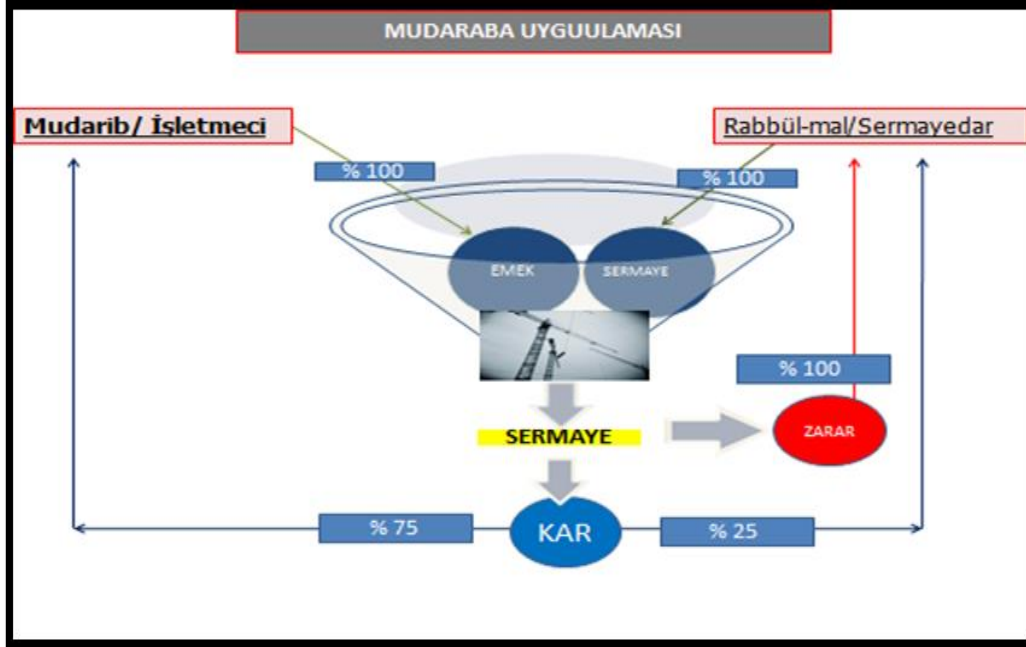 MUDARABA UYGUULAMASI
Mudarib/ İşletmeci
Rabbül-mal/Sermayedar
% 100
% 100
EMEK
SERMAYE
% 100
SERMAYE
ZARAR
% 75
KAR
% 25